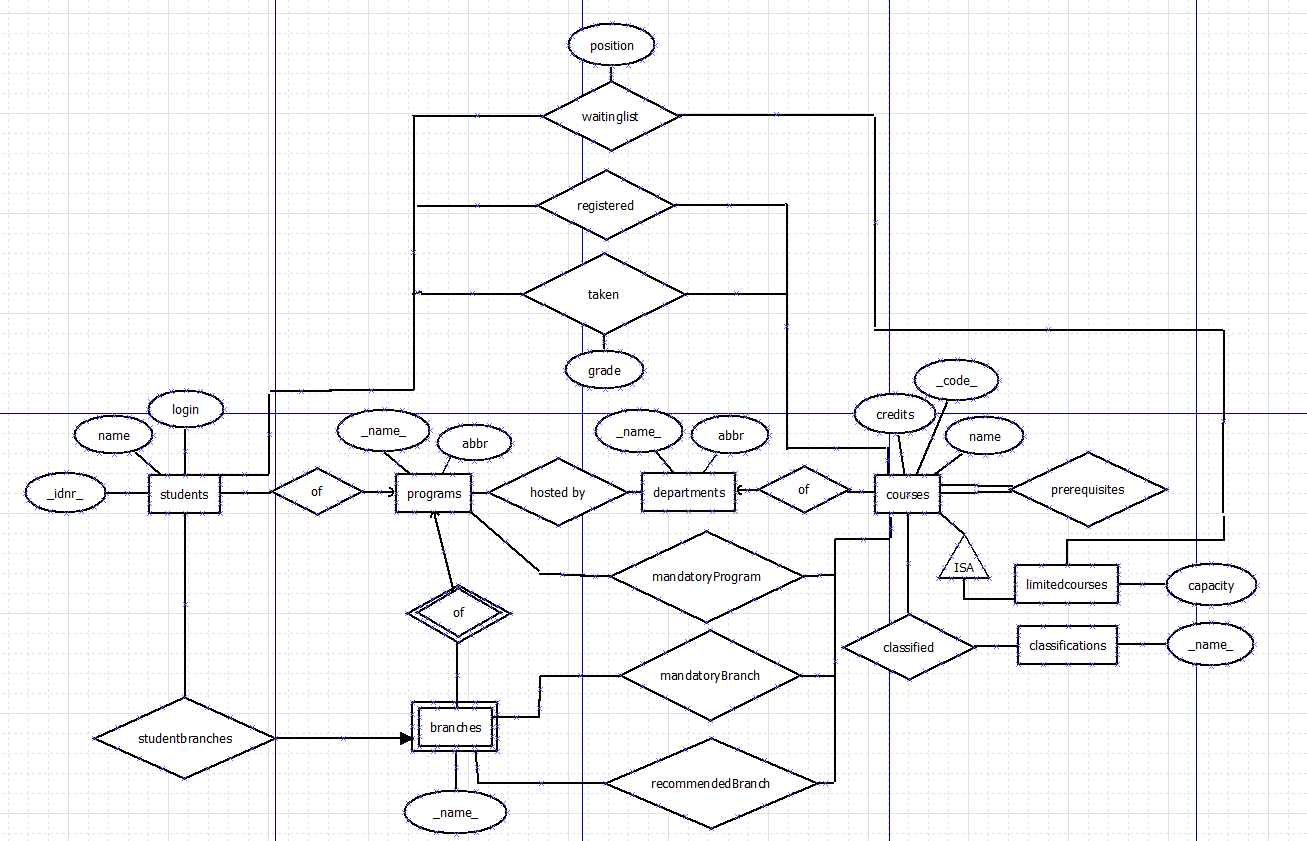 position
waitinglist
registered
taken
grade
_code_
credits
name
login
name
_idnr_
students
of
_name_
abbr
programs
hosted by
_name_
abbr
departments
of
courses
prerequisites
ISA
limitedcourses
capacity
mandatoryProgram
of
classified
classifications
_name_
mandatoryBranch
studentbranches
branches
recommendedBranch
_name_